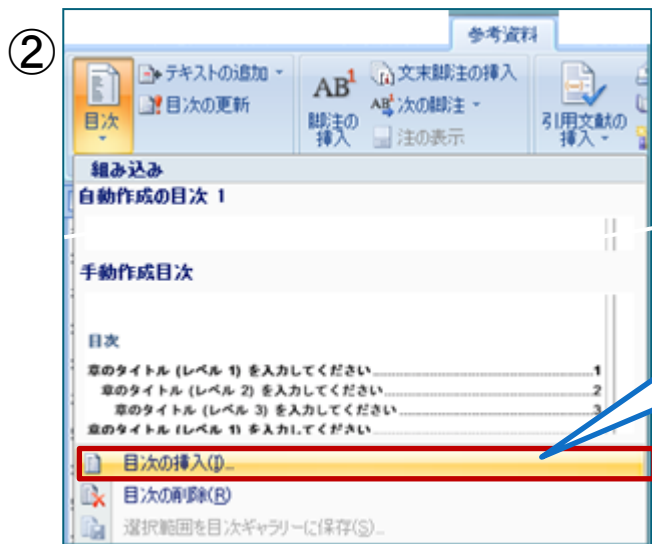 ②
参考資料
目次
テキストの追加
目次の更新
AB¹
脚注の挿入
文末脚注の挿入
次の脚注
注の表示
引用文献の挿入
組み込み
自動作成の目次 1
手動作成目次
目次
章のタイトル (レベル 1) を入力してください 1
章のタイトル (レベル 2) を入力してください 2
章のタイトル (レベル 3) を入力してください 3
章のタイトル (レベル 1) を入力してください
目次の挿入(I)...
目次の削除(R)
選択範囲を目次ギャラリーに保存(S)...